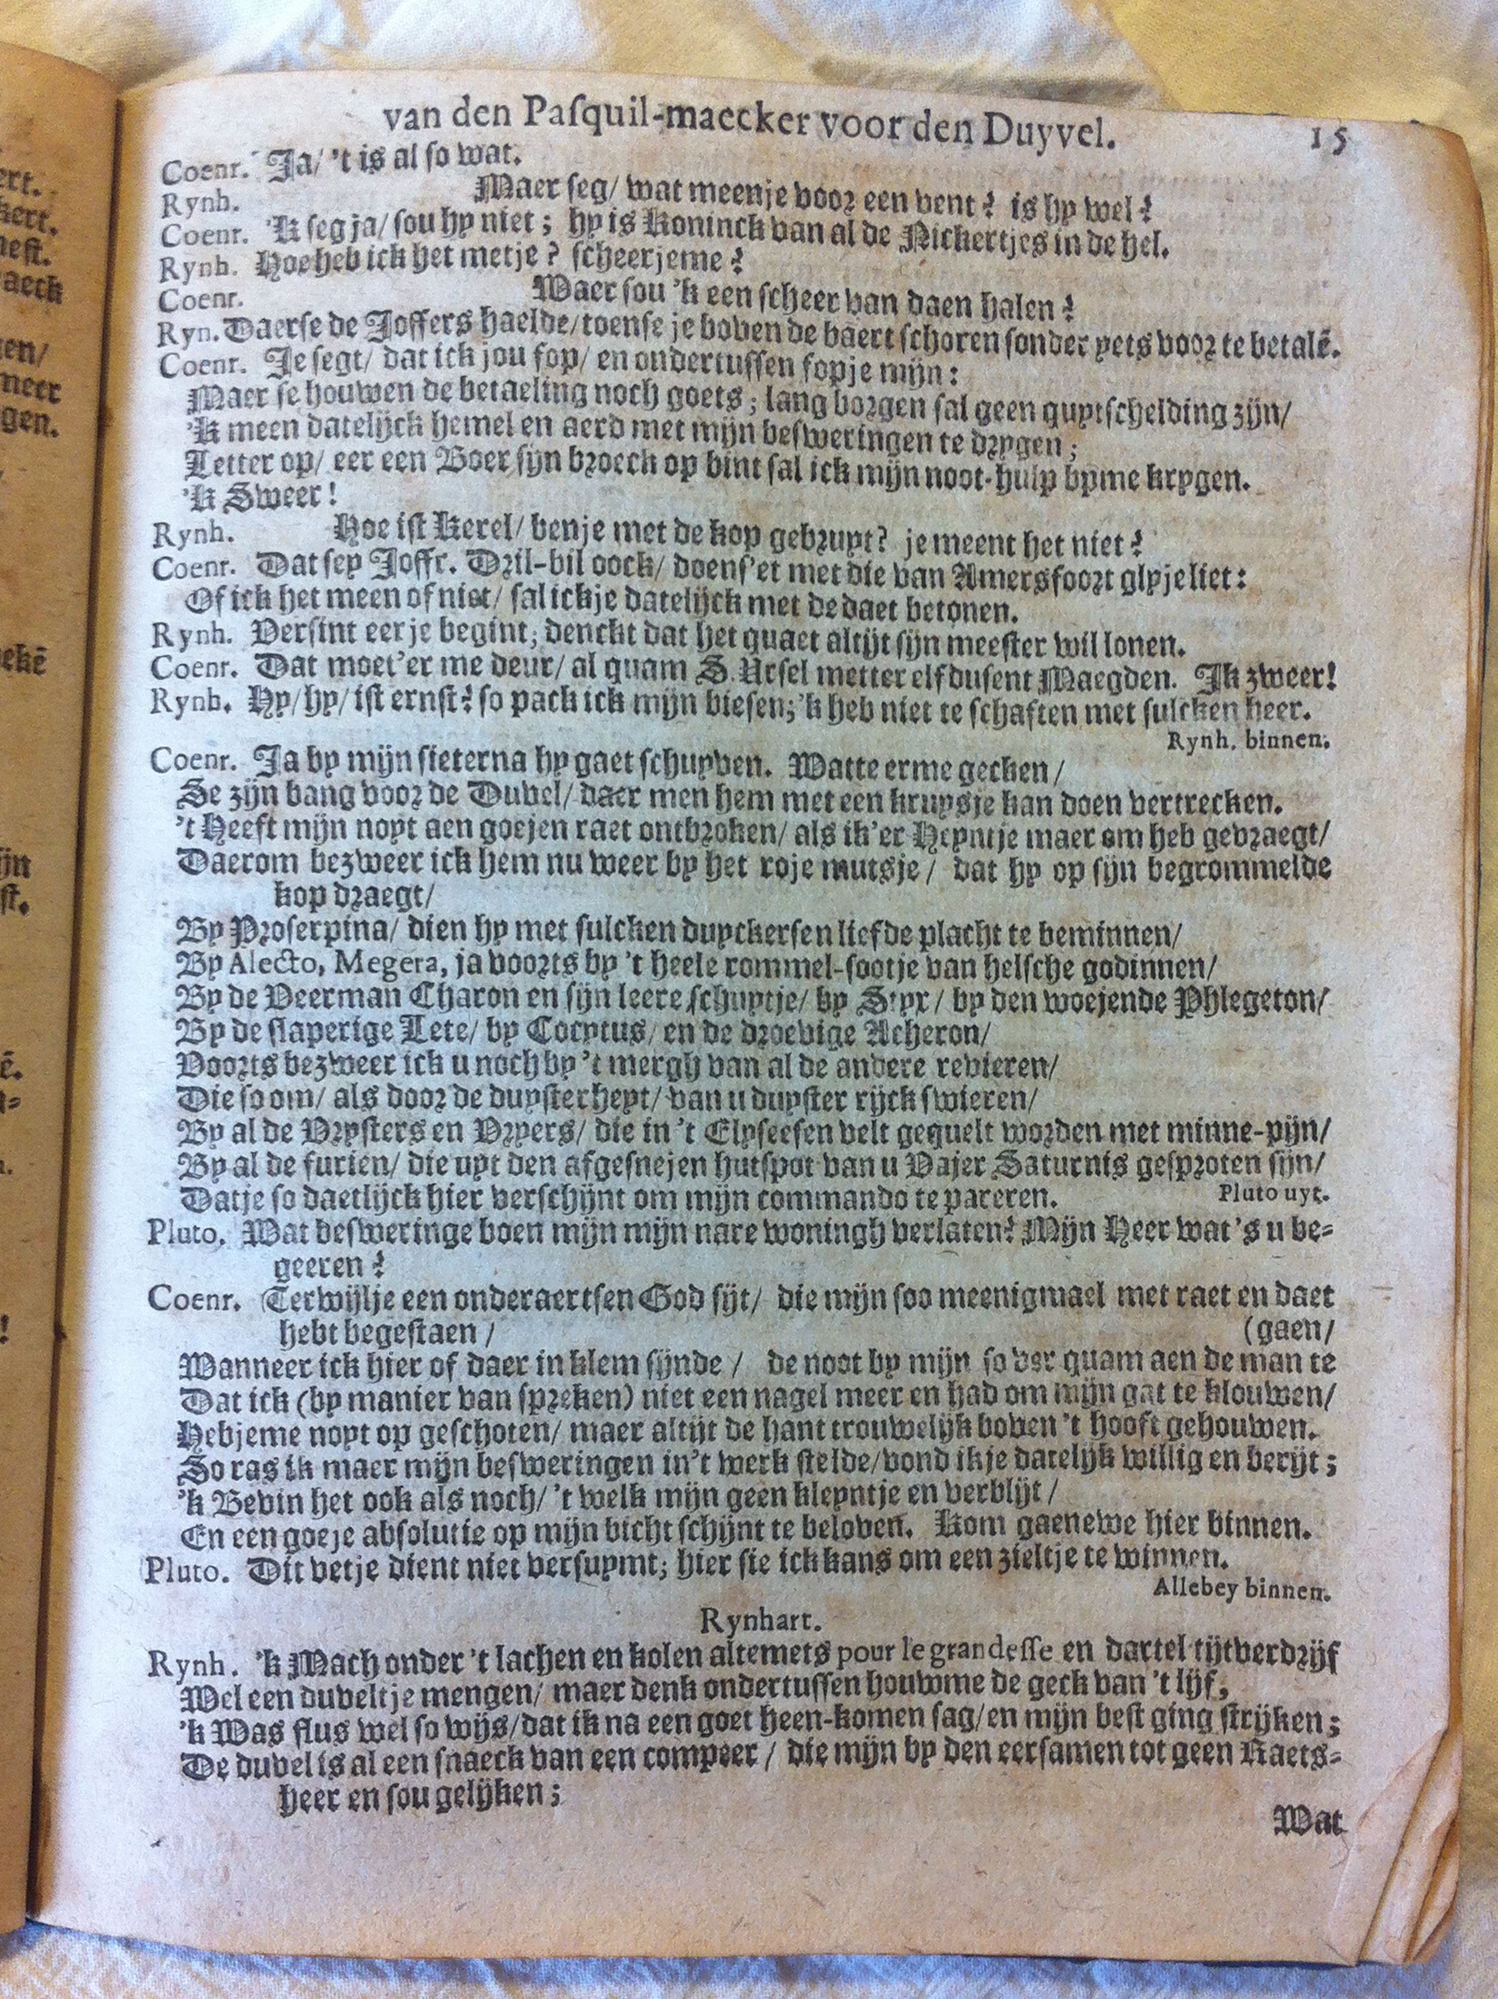 van den Pasquil-maecker voor den Duyvel. 15
Coenr. Ja/ 't is al so wat.
Rynh. Maer seg/ wat meenje voor een vent? is hy wel?
Coenr. 'k seg ja/ sou hy niet; hy is Koninck van al de Nickertjes in de hel.
Rynh. Hoe heb ick het metje? scheerjeme?
Coenr. Waer sou 'k een scheer van daen halen?
Ryn. Daerse de Joffers haelde/ toense je boven de baert schoren sonder yets voor te betalē.
Coenr. Je segt/ dat ick jou fop/ en ondertussen fopje mijn:
Maer se houwen de betaeling noch goets; lang borgen sal geen quytschelding zijn/
'k meen datelijck hemel en aerd met mijn besweringen te drygen;
Letter op/ eer een Boer sijn broeck op bint sal ick mijn noot-hulp byme krygen.
'k Sweer!
Rynh. Hoe ist Kerel/ benje met de kop gebruyt? je meent het niet?
Coenr. Dat sey Joffr. Dril-bil oock/ doens'et met die van Amersfoort glyje liet:
Of ick het meen of niet/ sal ickje datelijck met de daet betonen.
Rynh. Versint eer je begint; denckt dat het quaet altijt sijn meester wil lonen.
Coenr. Dat moet'er me deur/ al quam S. Ursel metter elf dusent Maegden. Ik zweer!
Rynh. Hy/ hy/ ist ernst? so pack ick mijn biesen; 'k heb niet te schaften met sulcken heer.
Rynh. binnen.
Coenr. Ja by mijn sieterna hy gaet schuyven. Watte erme gecken/
Se zijn bang voor de Duvel/ daer men hem met een kruysje kan doen vertrecken.
't Heeft mijn noyt aen goejen raet ontbroken/ als ik'er Heyntje maer om heb gevraegt/
Daerom bezweer ick hem nu weer by het roje mutsje/ dat hy op sijn begrommelde
kop draegt/
By Proserpina/ dien hy met sulcken duyckersen liefde placht te beminnen/
By Alecto, Megera, ja voorts by 't heele rommel-sootje van helsche godinnen/
By de Veerman Charon en sijn leere schuytje/ by Styx/ by den woejende Phlegeton/
By de slaperige Lete/ by Cocytus/ en de droevige Acheron/
Voorts bezweer ick u noch by 't mergh van al de andere revieren/
Die so om/ als door de duysterheyt/ van u duyster rijck swieren/
By al de Vrysters en Vryers/ die in 't Elyseesen velt gequelt worden met minne-pijn/
By al de furien/ die uyt den afgesnejen hutspot van u Vajer Saturnis gesproten sijn/
Datje so daetlijck hier verschijnt om mijn commando te pareren. Pluto uyt.
Pluto. Wat besweringe doen mijn mijn nare woningh verlaten? Mijn Heer wat 's u be-
geeren?
Coenr. Terwijlje een onderaertsen God sijt/ die mijn soo meenigmael met raet en daet
hebt begestaen/ (gaen/
Wanneer ick hier of daer in klem sijnde/ de noot by mijn so ver quam aen de man te
Dat ick (by manier van spreken) niet een nagel meer en had om mijn gat te klouwen/
Hebjeme noyt op geschoten/ maer altijt de hant trouwelijk boven 't hooft gehouwen.
So ras ik maer mijn besweringen in't werk stelde/ vond ikje datelijk willig en berijt;
'k Bevin het ook als noch/ 't welk mijn geen kleyntje en verblijt/
En een goeje absolutie op mijn bicht schijnt te beloven. Kom gaenewe hier binnen.
Pluto. Dit vetje dient niet versuymt; hier sie ick kans om een zieltje te winnen.
Allebey binnen.
Rynhart.
Rynh. 'k Mach onder 't lachen en kolen altemets pour le grandesse en dartel tijtverdrijf
Wel een duveltje mengen/ maer denk ondertussen houwme de geck van 't lijf,
'k Was flus wel so wijs/ dat ik na een goet heen-komen sag/ en mijn best ging strijken;
De duvel is al een snaeck van een compeer/ die mijn by den eersamen tot geen Raets-
heer en sou gelijken;
Wat